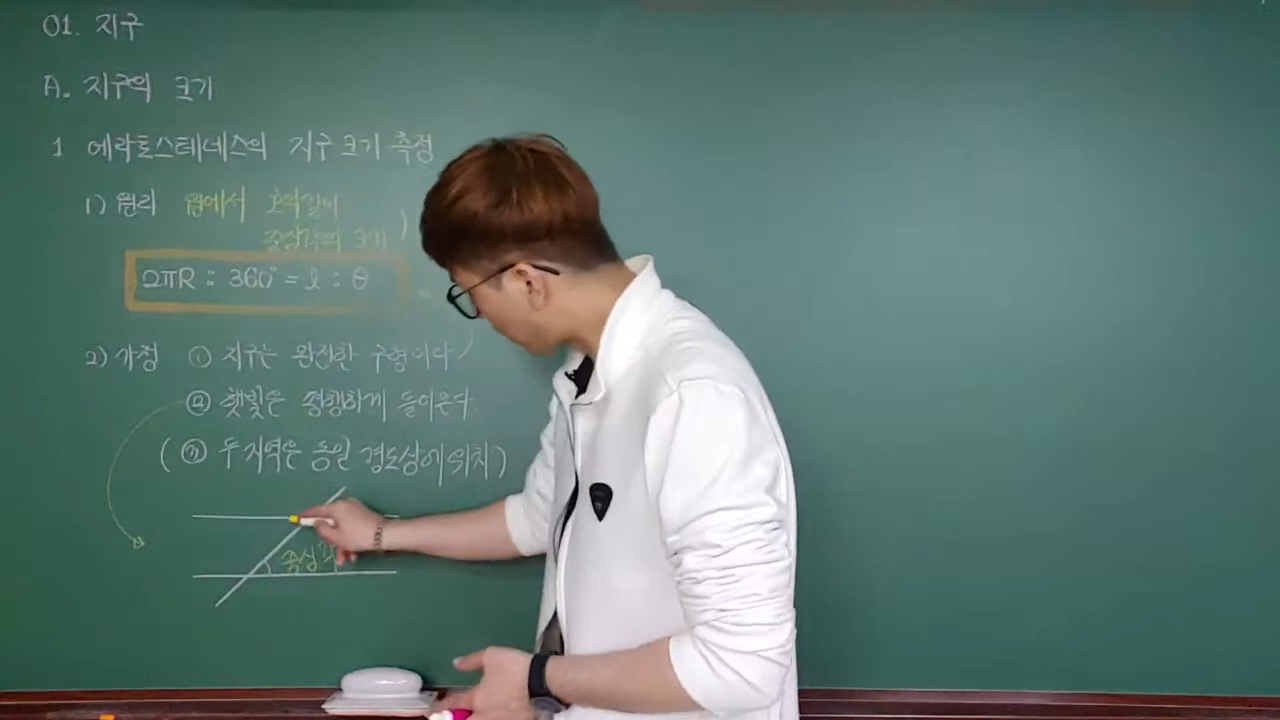 01. 지구
A. 지구의 크기
1 에라토스테네스의 지구 크기 측정
1) 원리 원에서 호의 길이
중심각의 크기
2πR : 360° = l : θ
2) 가정 ① 지구는 완전한 구형이다
② 햇빛은 평행하게 들어온다.
(③ 두 지역은 동일 경도상에 위치)
중심각